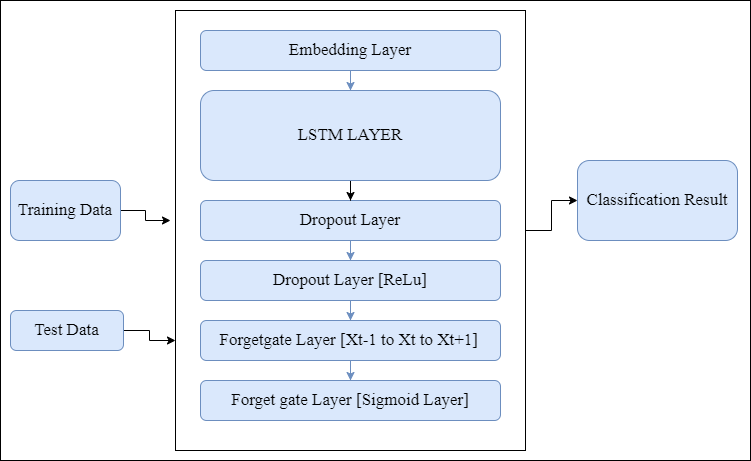 Embedding Layer
LSTM LAYER
Training Data
Classification Result
Dropout Layer
Dropout Layer [ReLu]
Test Data
Forgetgate Layer [Xt-1 to Xt to Xt+1]
Forget gate Layer [Sigmoid Layer]